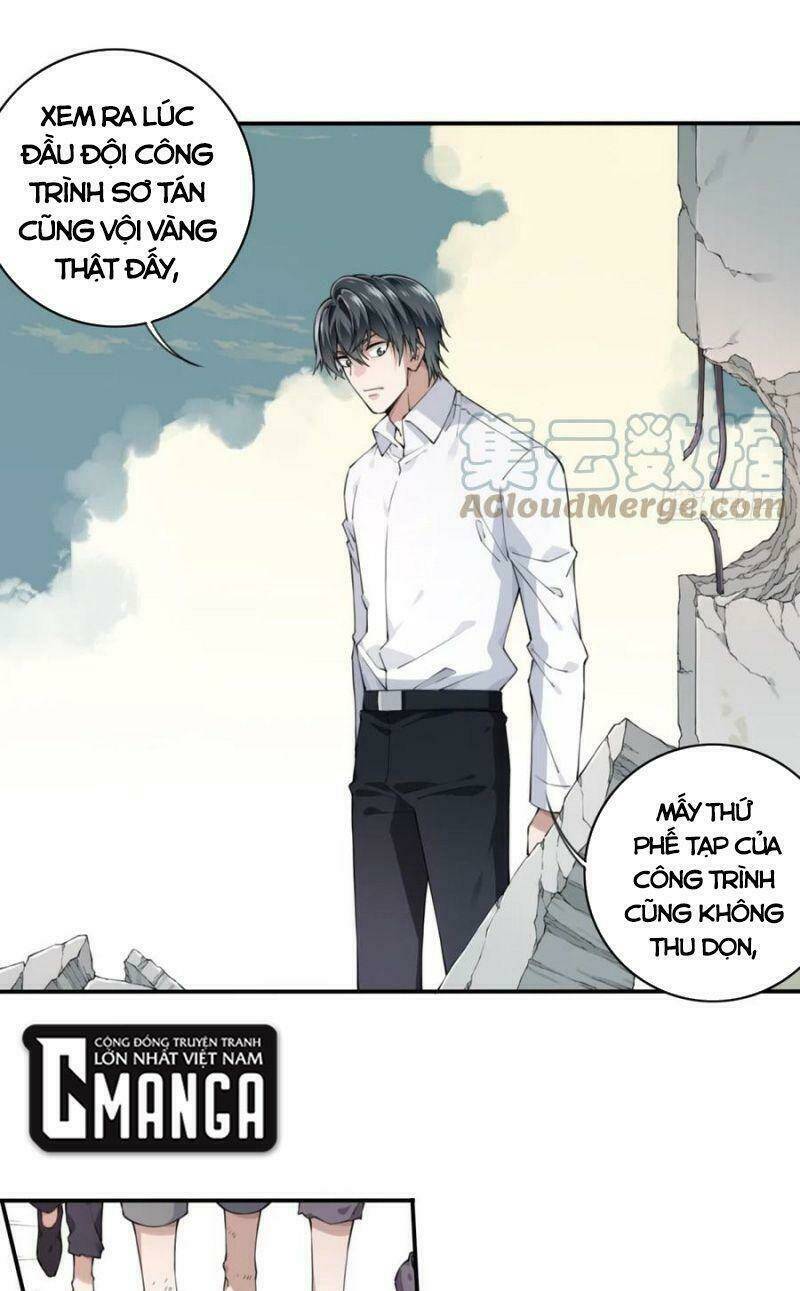 XEM RA LÚC
ĐẦU ĐỘI CÔNG
TRÌNH SƠ TÁN
CŨNG VỘI VÀNG
THẬT ĐẤY,
集云数据
ACloudMerge.com
MẤY THỨ
PHẾ TẠP CỦA
CÔNG TRÌNH
CŨNG KHÔNG
THU DỌN,
CỘNG ĐỒNG TRUYỆN TRANH
LỚN NHẤT VIỆT NAM
CMANGA